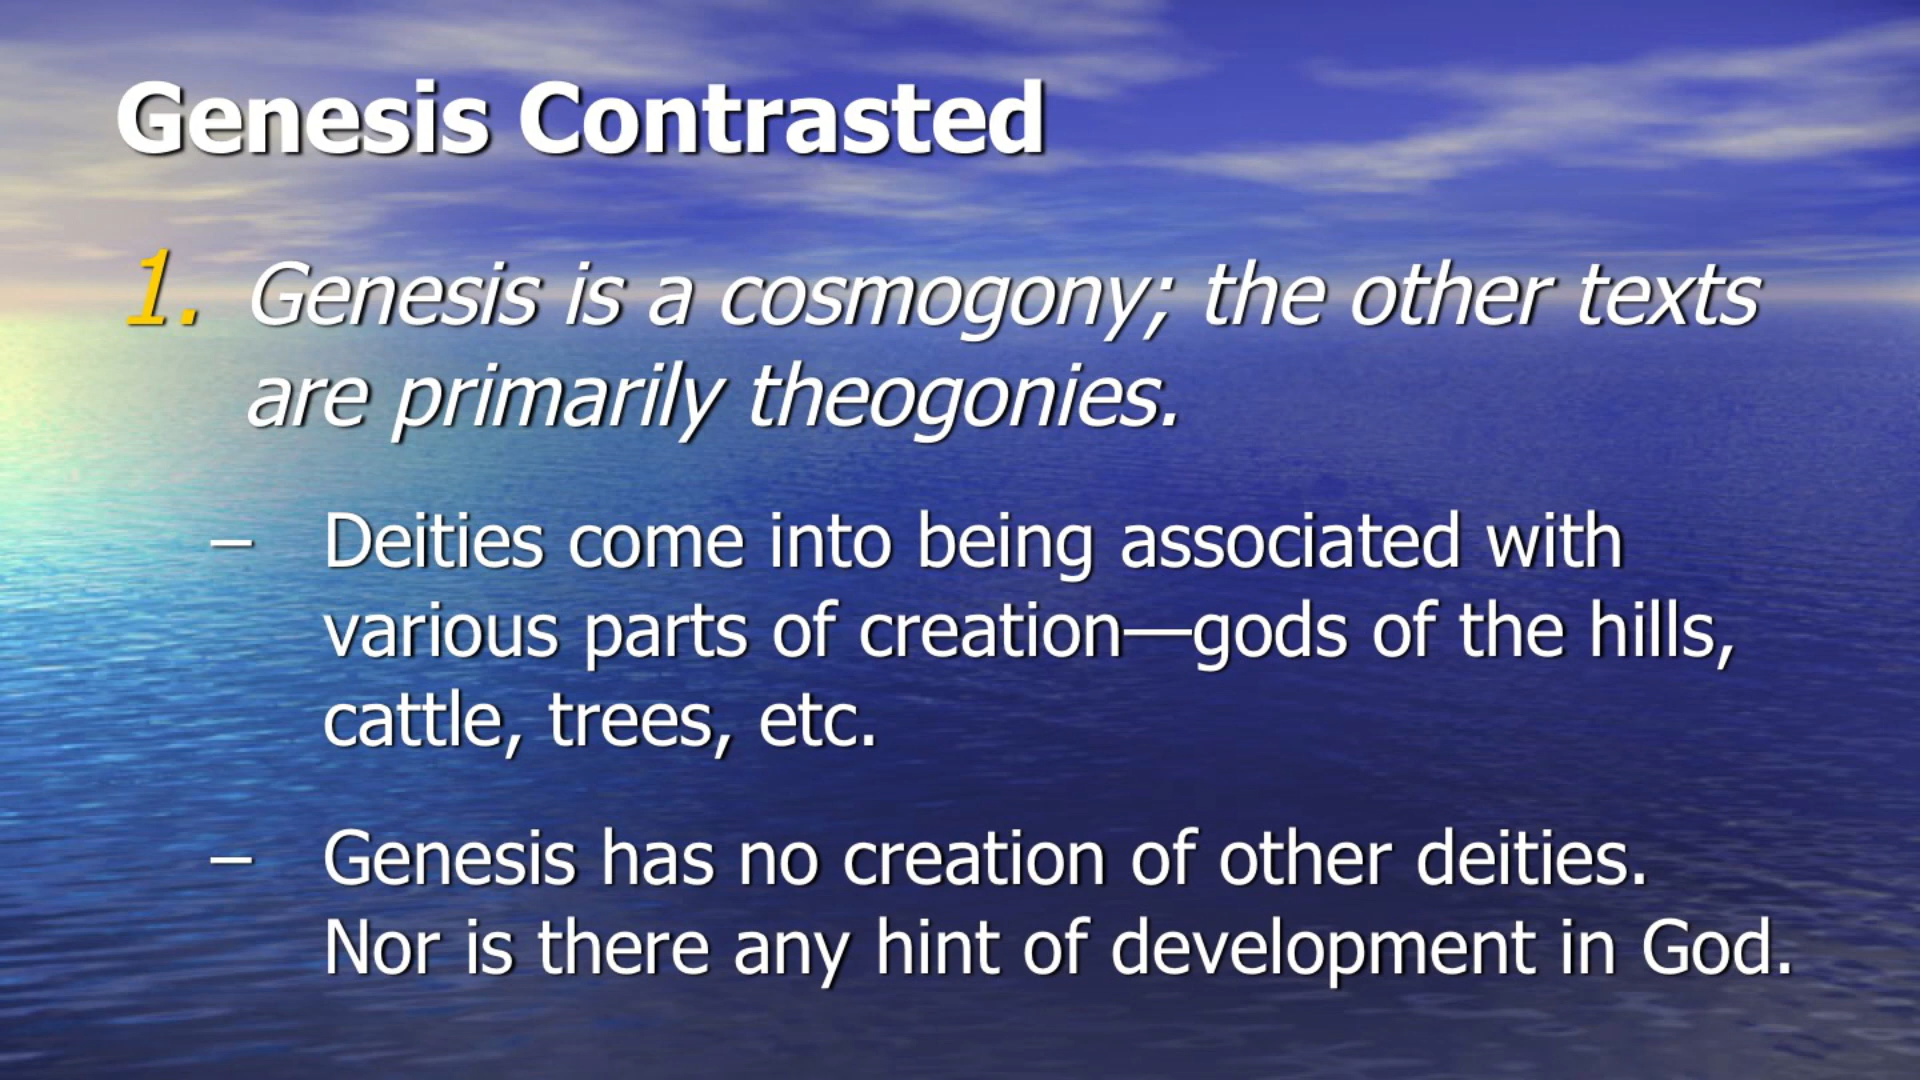 Genesis Contrasted
1. Genesis is a cosmogony; the other texts
are primarily theogonies.
– Deities come into being associated with
various parts of creation—gods of the hills,
cattle, trees, etc.
– Genesis has no creation of other deities.
Nor is there any hint of development in God.